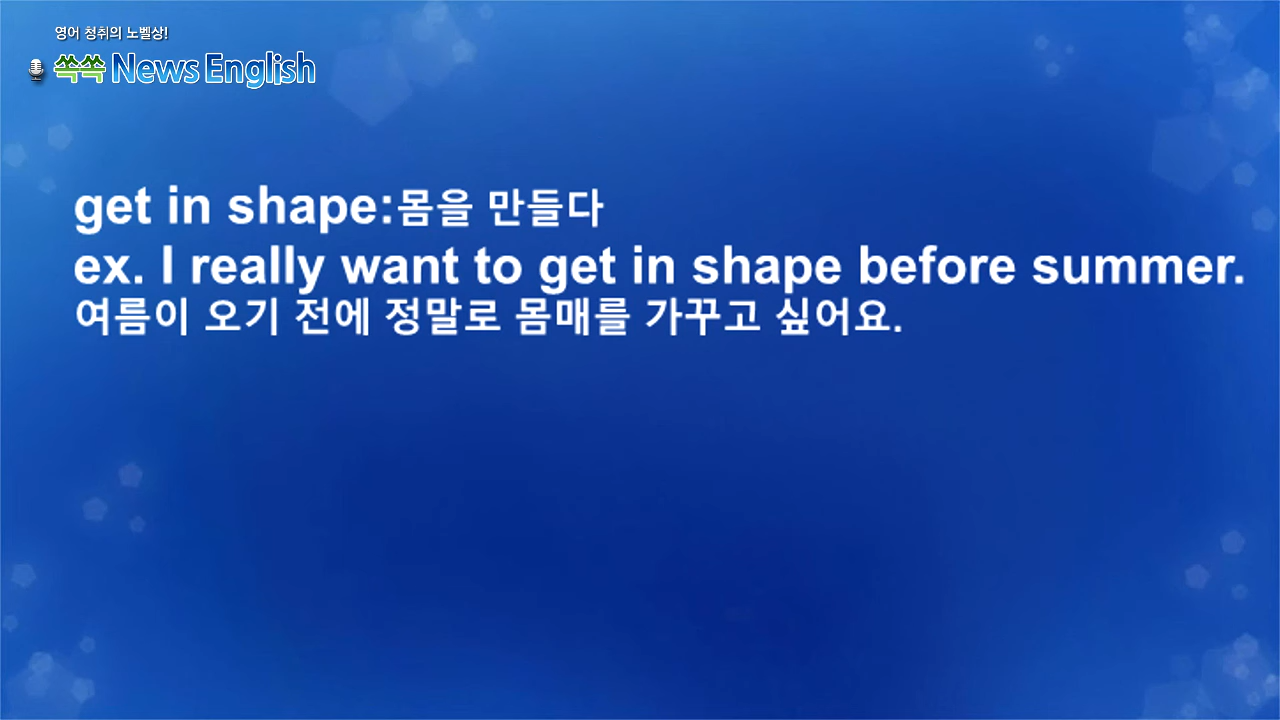 영어 청취의 노벨상!
쏙쏙 News English
get in shape:몸을 만들다
ex. I really want to get in shape before summer.
여름이 오기 전에 정말로 몸매를 가꾸고 싶어요.